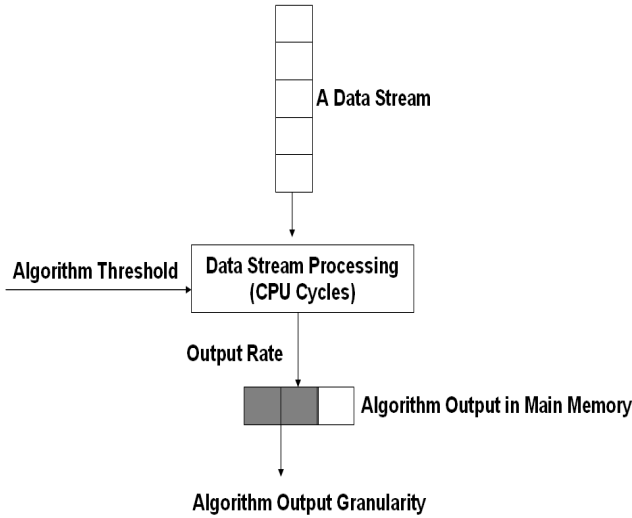 A Data Stream
Algorithm Threshold
Data Stream Processing
(CPU Cycles)
Output Rate
Algorithm Output in Main Memory
Algorithm Output Granularity